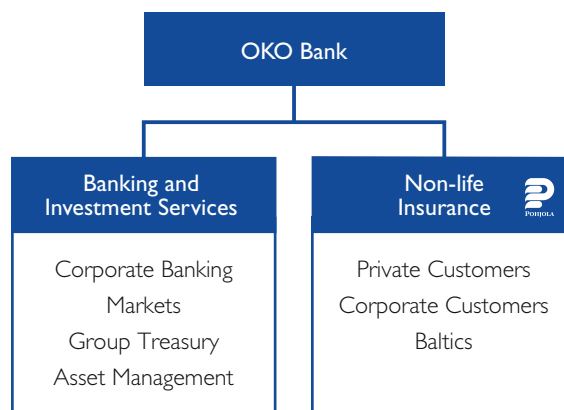 OKO Bank
Banking and
Investment Services
Corporate Banking
Markets
Group Treasury
Asset Management
Non-life
Insurance
POHJOLA
Private Customers
Corporate Customers
Baltics